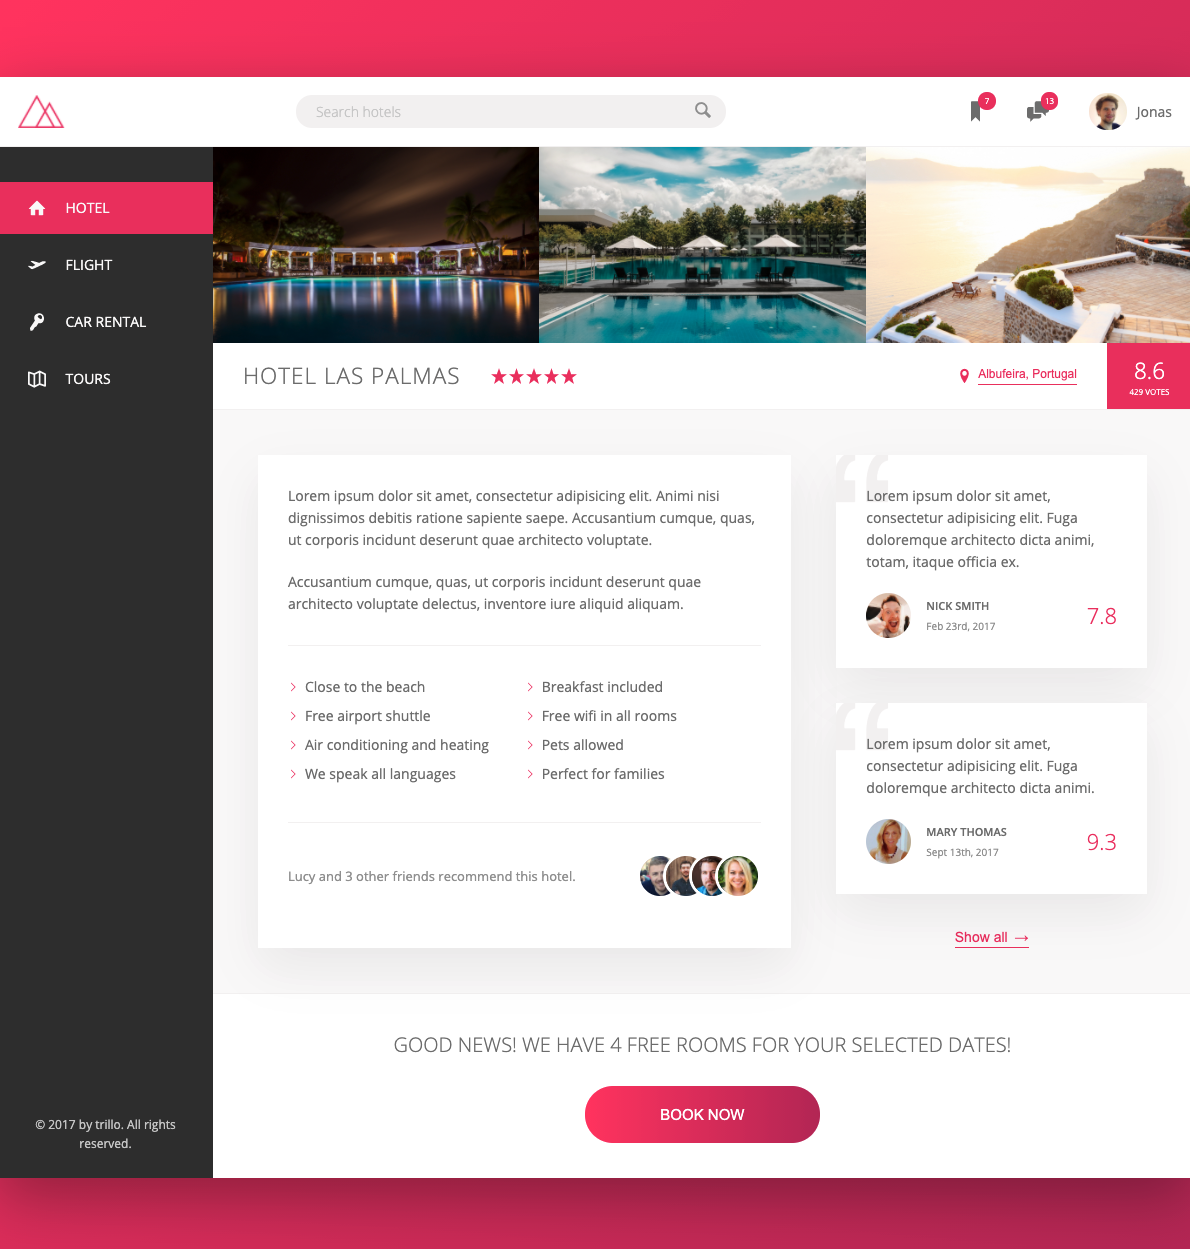 Search hotels
7
13
Jonas
HOTEL
FLIGHT
CAR RENTAL
TOURS
HOTEL LAS PALMAS
Albufeira, Portugal
8.6
429 VOTES
Lorem ipsum dolor sit amet, consectetur adipisicing elit. Animi nisi
dignissimos debitis ratione sapiente saepe. Accusantium cumque, quas,
ut corporis incidunt deserunt quae architecto voluptate.
Accusantium cumque, quas, ut corporis incidunt deserunt quae
architecto voluptate delectus, inventore iure aliquid aliquam.
Close to the beach
Free airport shuttle
Air conditioning and heating
We speak all languages
Breakfast included
Free wifi in all rooms
Pets allowed
Perfect for families
Lucy and 3 other friends recommend this hotel.
“
Lorem ipsum dolor sit amet,
consectetur adipisicing elit. Fuga
doloremque architecto dicta animi,
totam, itaque officia ex.
NICK SMITH
Feb 23rd, 2017
7.8
“
Lorem ipsum dolor sit amet,
consectetur adipisicing elit. Fuga
doloremque architecto dicta animi.
MARY THOMAS
Sept 13th, 2017
9.3
Show all →
GOOD NEWS! WE HAVE 4 FREE ROOMS FOR YOUR SELECTED DATES!
BOOK NOW
© 2017 by trillo. All rights
reserved.